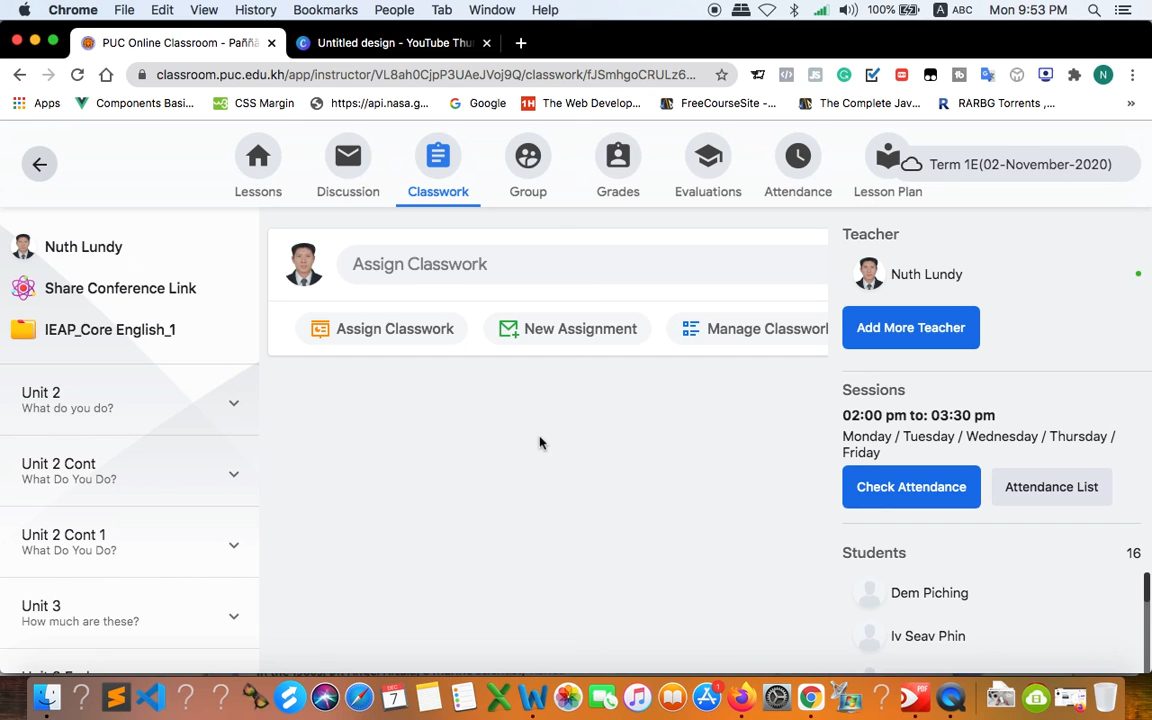 Chrome File Edit View History Bookmarks People Tab Window Help 100% A ABC Mon 9:53 PM
PUC Online Classroom - Paññā
Untitled design - YouTube Thu
classroom.puc.edu.kh/app/instructor/VL8ah0CjpP3UAeJVoj9Q/classwork/fJSmhgoCRULz6...
N
Apps Components Basi... CSS Margin https://api.nasa.g... Google The Web Develop... FreeCourseSite -... The Complete Jav... RARBG Torrents ,... »
Lessons Discussion Classwork Group Grades Evaluations Attendance Lesson Plan
Term 1E(02-November-2020)
Nuth Lundy
Share Conference Link
IEAP_Core English_1
Unit 2
What do you do?
Unit 2 Cont
What Do You Do?
Unit 2 Cont 1
What Do You Do?
Unit 3
How much are these?
Assign Classwork
Assign Classwork New Assignment Manage Classwork
Teacher
Nuth Lundy
Add More Teacher
Sessions
02:00 pm to: 03:30 pm
Monday / Tuesday / Wednesday / Thursday /
Friday
Check Attendance Attendance List
Students 16
Dem Piching
Iv Seav Phin